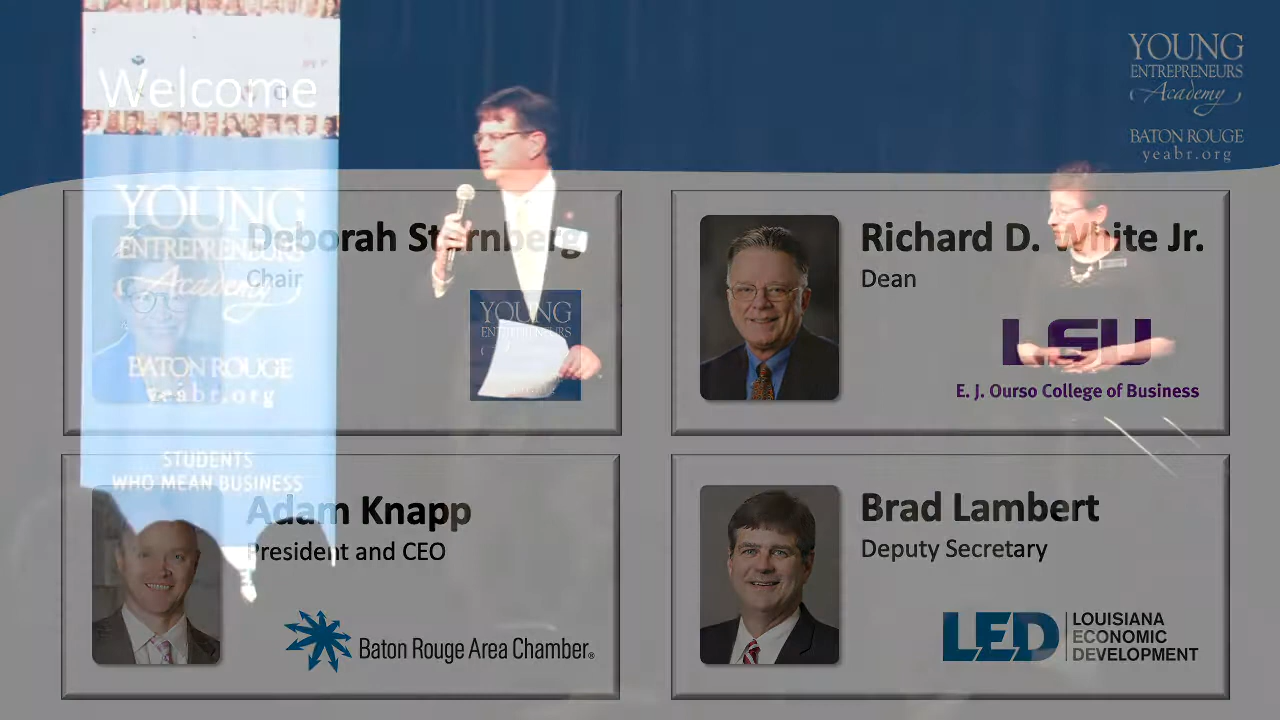 Welcome
YOUNG
ENTREPRENEURS
Academy
BATON ROUGE
yeabr.org
YOUNG
ENTREPRENEURS
Academy
BATON ROUGE
yeabr.org
STUDENTS
WHO MEAN BUSINESS
Deborah Sternberg
Chair
YOUNG
ENTREPRENEURS
Richard D. White Jr.
Dean
LSU
E. J. Ourso College of Business
Adam Knapp
President and CEO
Baton Rouge Area Chamber®
Brad Lambert
Deputy Secretary
LED LOUISIANA
ECONOMIC
DEVELOPMENT